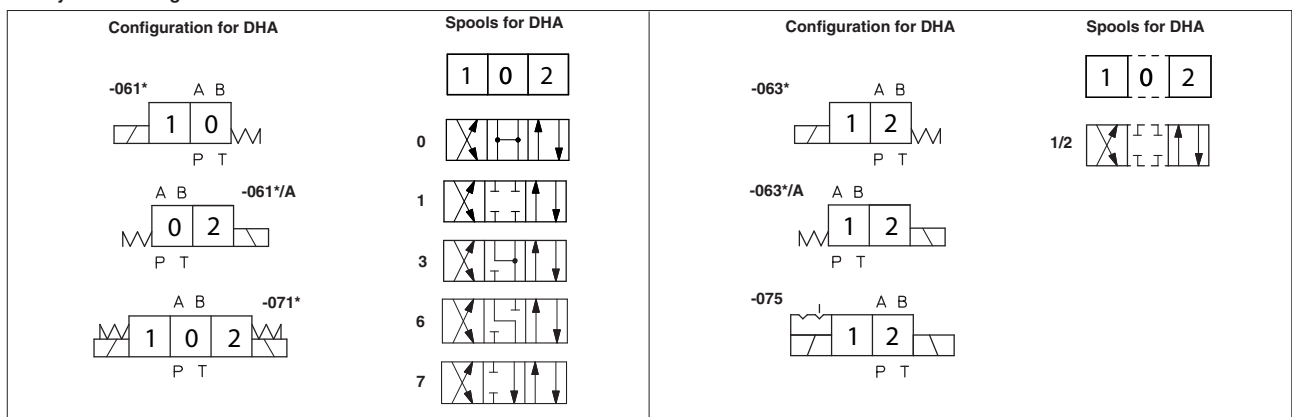 Configuration for DHA
Spools for DHA
-061*
A B
1 0
P T
A B
-061*/A
0 2
P T
A B
-071*
1 0 2
P T
1 0 2
0
1
3
6
7
Configuration for DHA
Spools for DHA
-063*
A B
1 2
P T
-063*/A
A B
1 2
P T
-075
A B
1 2
P T
1 0 2
1/2